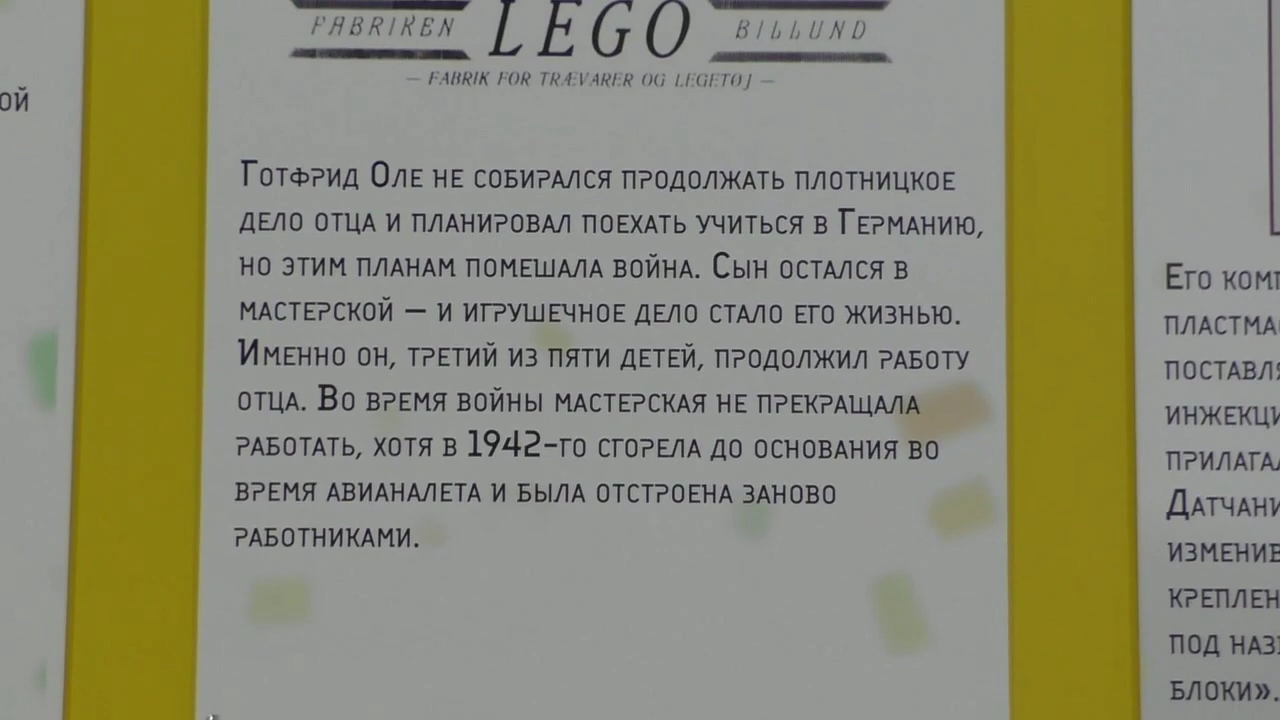 ОЙ
FABRIKEN LEGO BILLUND
— FABRIK FOR TRÆVARER OG LEGETØJ —
Готфрид Оле не собирался продолжать плотницкое
дело отца и планировал поехать учиться в Германию,
но этим планам помешала война. Сын остался в
мастерской — и игрушечное дело стало его жизнью.
Именно он, третий из пяти детей, продолжил работу
отца. Во время войны мастерская не прекращала
работать, хотя в 1942-го сгорела до основания во
время авианалета и была отстроена заново
работниками.
Его
под
блоки».